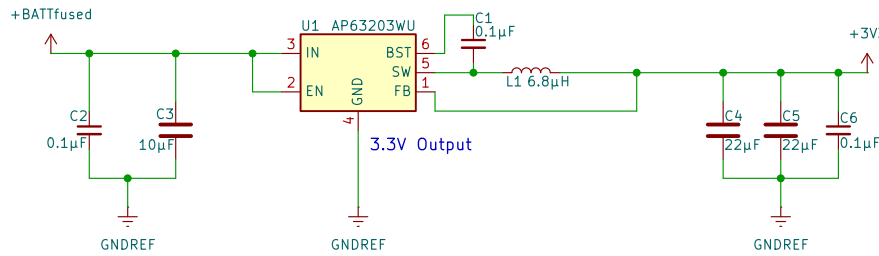 +BATTfused
U1 AP63203WU
C1
0.1µF
+3V
3 IN
BST 6
SW 5
2 EN
FB 1
GND
4
L1 6.8µH
C2
0.1µF
C3
10µF
3.3V Output
C4
22µF
C5
22µF
C6
0.1µF
GNDREF
GNDREF
GNDREF